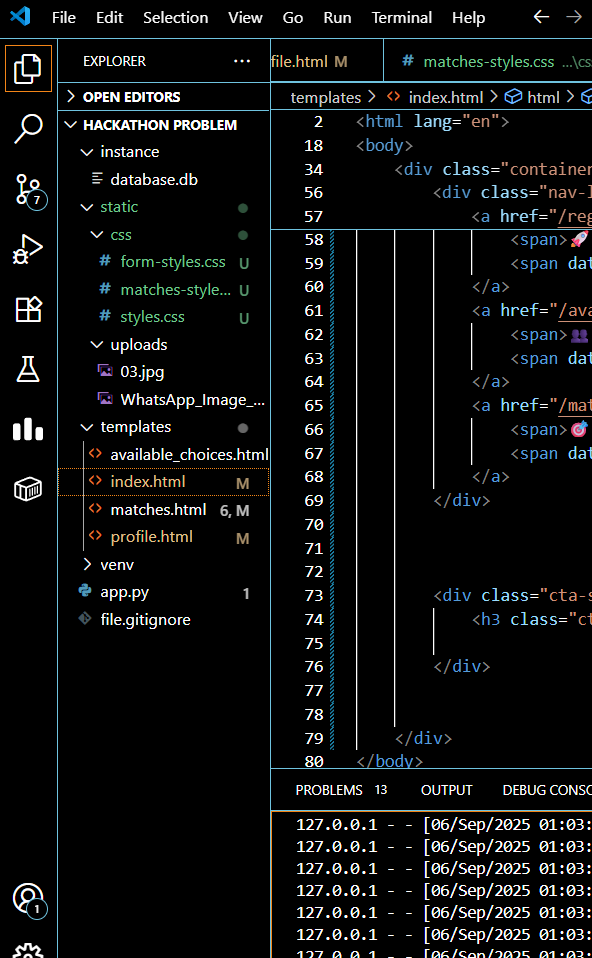 File Edit Selection View Go Run Terminal Help
EXPLORER
file.html M
# matches-styles.css ...\cs
OPEN EDITORS
templates > <> index.html > html >
HACKATHON PROBLEM
instance
database.db
static
css
# form-styles.css U
# matches-style... U
# styles.css U
uploads
03.jpg
WhatsApp_Image_...
templates
<> available_choices.html
<> index.html M
<> matches.html 6, M
<> profile.html M
venv
app.py 1
file.gitignore
7
1
2 <html lang="en">
18 <body>
34 <div class="container
56 <div class="nav-l
57 <a href="/reg
58 <span>🚀
59 <span dat
60 </a>
61 <a href="/ava
62 <span>👥
63 <span dat
64 </a>
65 <a href="/mat
66 <span>🎯
67 <span dat
68 </a>
69 </div>
70
71
72
73 <div class="cta-s
74 <h3 class="ct
75
76 </div>
77
78
79 </div>
80 </body>
PROBLEMS 13 OUTPUT DEBUG CONSO
127.0.0.1 - - [06/Sep/2025 01:03:
127.0.0.1 - - [06/Sep/2025 01:03:
127.0.0.1 - - [06/Sep/2025 01:03:
127.0.0.1 - - [06/Sep/2025 01:03:
127.0.0.1 - - [06/Sep/2025 01:03:
127.0.0.1 - - [06/Sep/2025 01:03:
127.0.0.1 - - [06/Sep/2025 01:03: